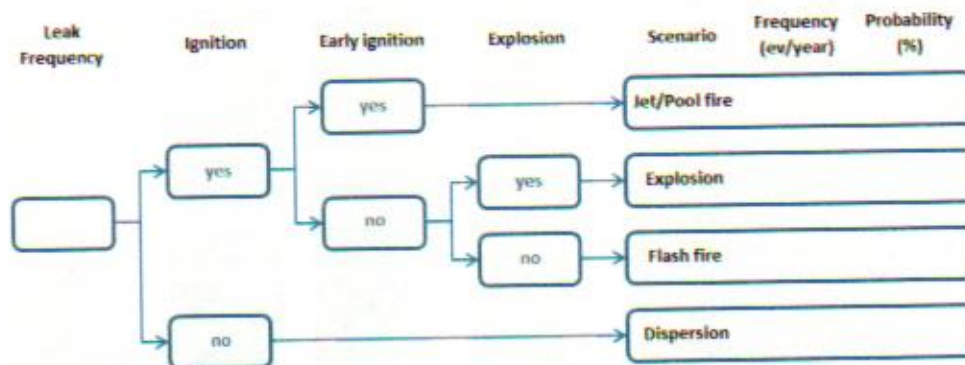 Leak Frequency
Ignition
Early ignition
Explosion
Scenario
Frequency (ev/year)
Probability (%)
yes
Jet/Pool fire
yes
yes
Explosion
no
no
Flash fire
no
Dispersion